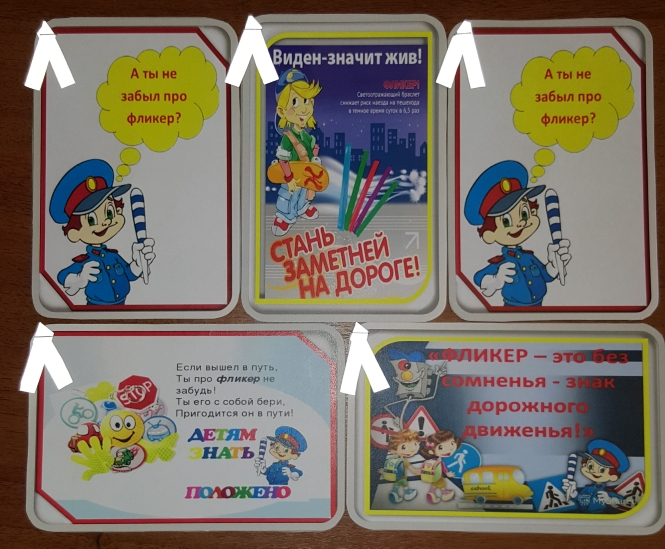 А ты не
забыл про
фликер?
Виден-значит жив!
ФЛИКЕР!
Светоотражающий браслет
снижает риск наезда на пешехода
в темное время суток в 6,5 раз
СТАНЬ
ЗАМЕТНЕЙ
НА ДОРОГЕ!
А ты не
забыл про
фликер?
Если вышел в путь,
Ты про фликер не
забудь!
Ты его с собой бери,
Пригодится он в пути!
STOP
ДЕТЯМ
ЗНАТЬ
ПОЛОЖЕНО
«ФЛИКЕР – это без
сомненья - знак
дорожного
движенья!»